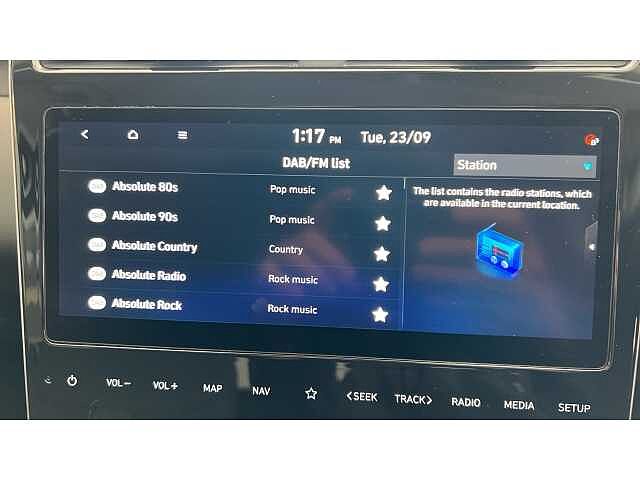 1:17 PM Tue, 23/09
DAB/FM list
Station
Absolute 80s Pop music
Absolute 90s Pop music
Absolute Country Country
Absolute Radio Rock music
Absolute Rock Rock music
The list contains the radio stations, which
are available in the current location.
VOL− VOL+ MAP NAV <SEEK TRACK> RADIO MEDIA SETUP